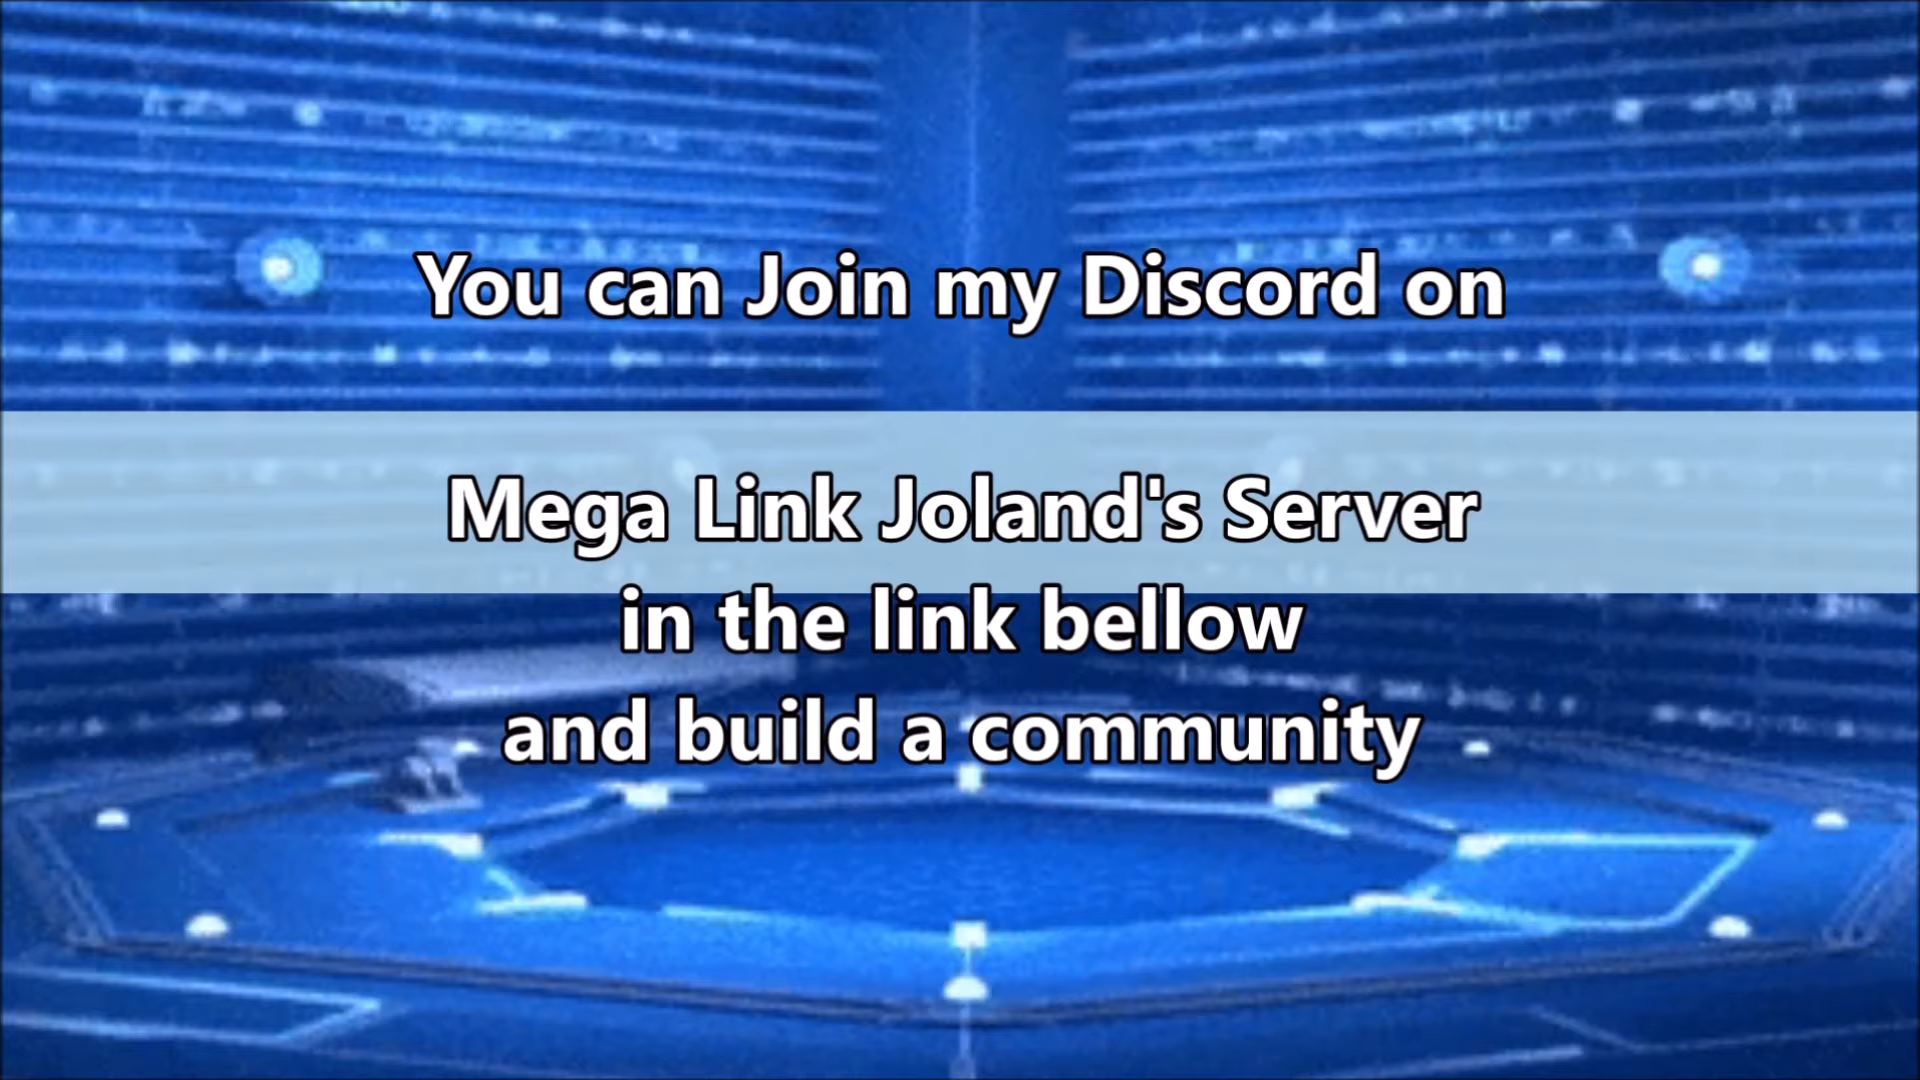 You can Join my Discord on
Mega Link Joland's Server
in the link bellow
and build a community